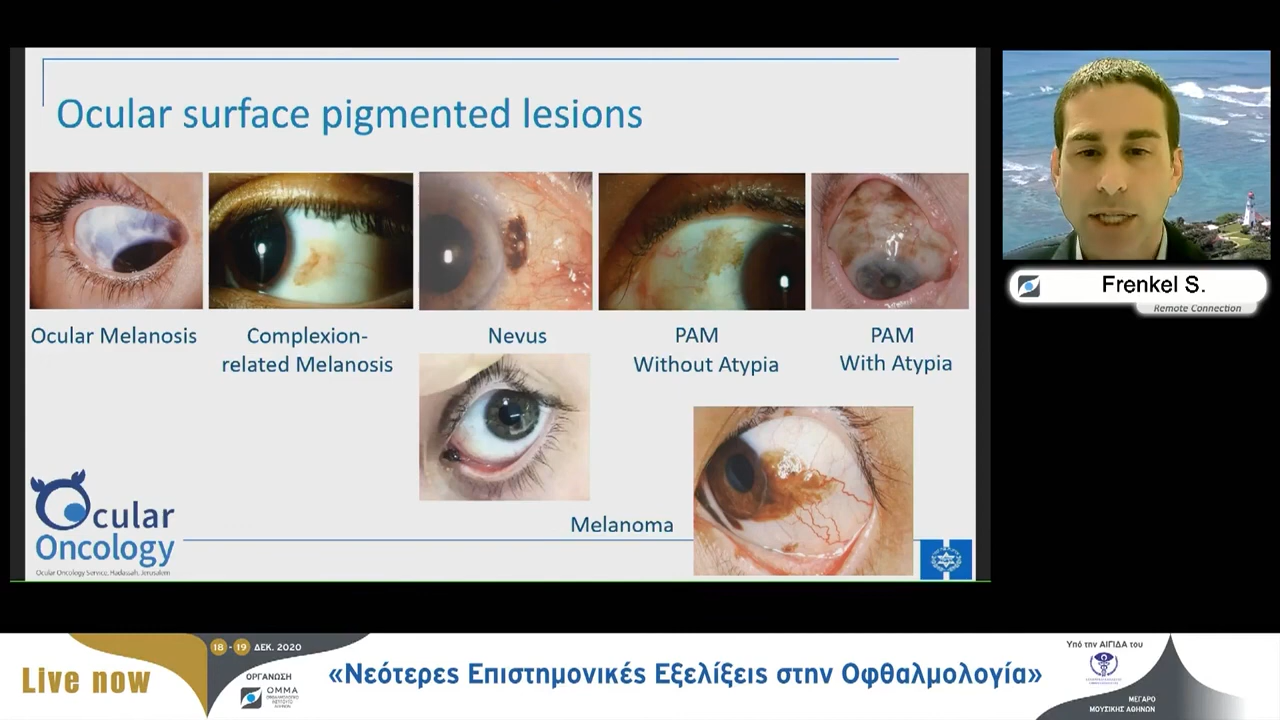 Ocular surface pigmented lesions
Ocular Melanosis
Complexion-
related Melanosis
Nevus
PAM
Without Atypia
PAM
With Atypia
Melanoma
Ocular
Oncology
Ocular Oncology Service, Hadassah, Jerusalem
Frenkel S.
Remote Connection
Live now
18 - 19 ΔΕΚ. 2020
ΟΡΓΑΝΩΣΗ
ΟΜΜΑ
«Νεότερες Επιστημονικές Εξελίξεις στην Οφθαλμολογία»
Υπό την ΑΙΓΙΔΑ του
ΜΕΓΑΡΟ
ΜΟΥΣΙΚΗΣ ΑΘΗΝΩΝ